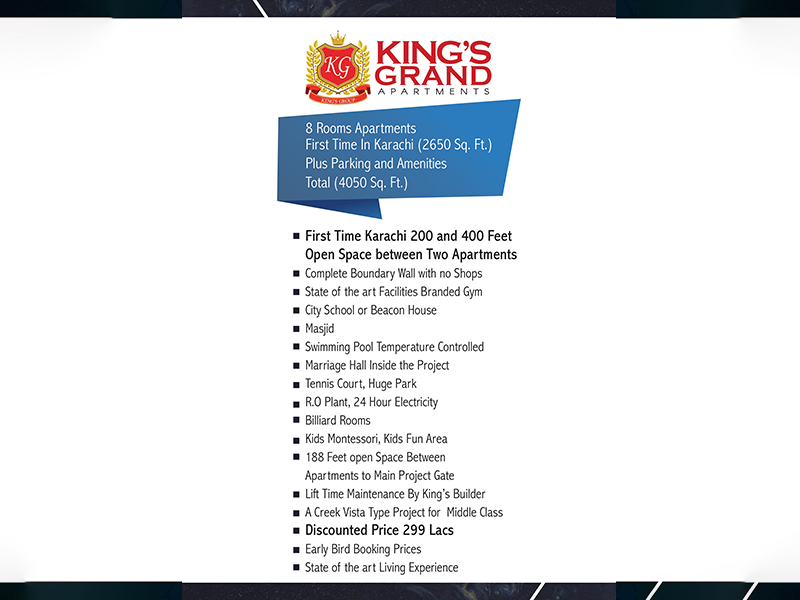 KG
KING'S GROUP
KING'S
GRAND
APARTMENTS
8 Rooms Apartments
First Time In Karachi (2650 Sq. Ft.)
Plus Parking and Amenities
Total (4050 Sq. Ft.)
First Time Karachi 200 and 400 Feet
Open Space between Two Apartments
Complete Boundary Wall with no Shops
State of the art Facilities Branded Gym
City School or Beacon House
Masjid
Swimming Pool Temperature Controlled
Marriage Hall Inside the Project
Tennis Court, Huge Park
R.O Plant, 24 Hour Electricity
Billiard Rooms
Kids Montessori, Kids Fun Area
188 Feet open Space Between
Apartments to Main Project Gate
Lift Time Maintenance By King's Builder
A Creek Vista Type Project for Middle Class
Discounted Price 299 Lacs
Early Bird Booking Prices
State of the art Living Experience